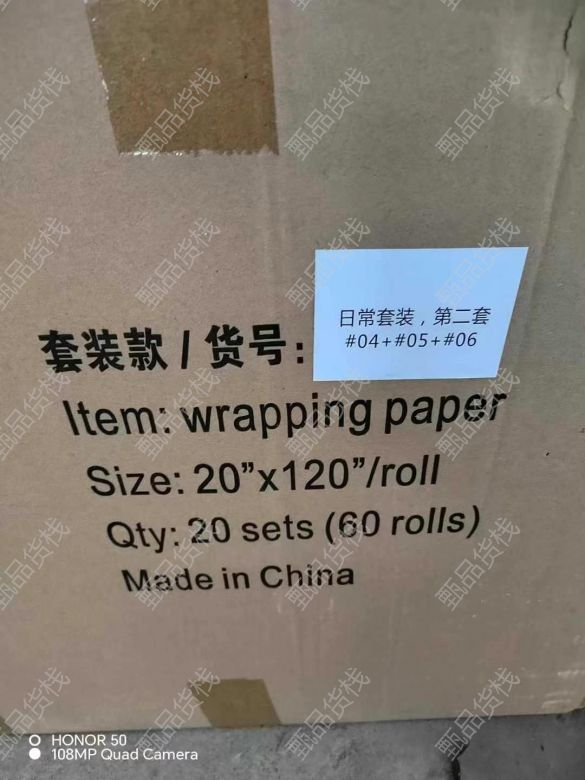 日常套装，第二套
#04+#05+#06
套装款 / 货号：
Item: wrapping paper
Size: 20”x120”/roll
Qty: 20 sets (60 rolls)
Made in China
HONOR 50
108MP Quad Camera
甄品货栈